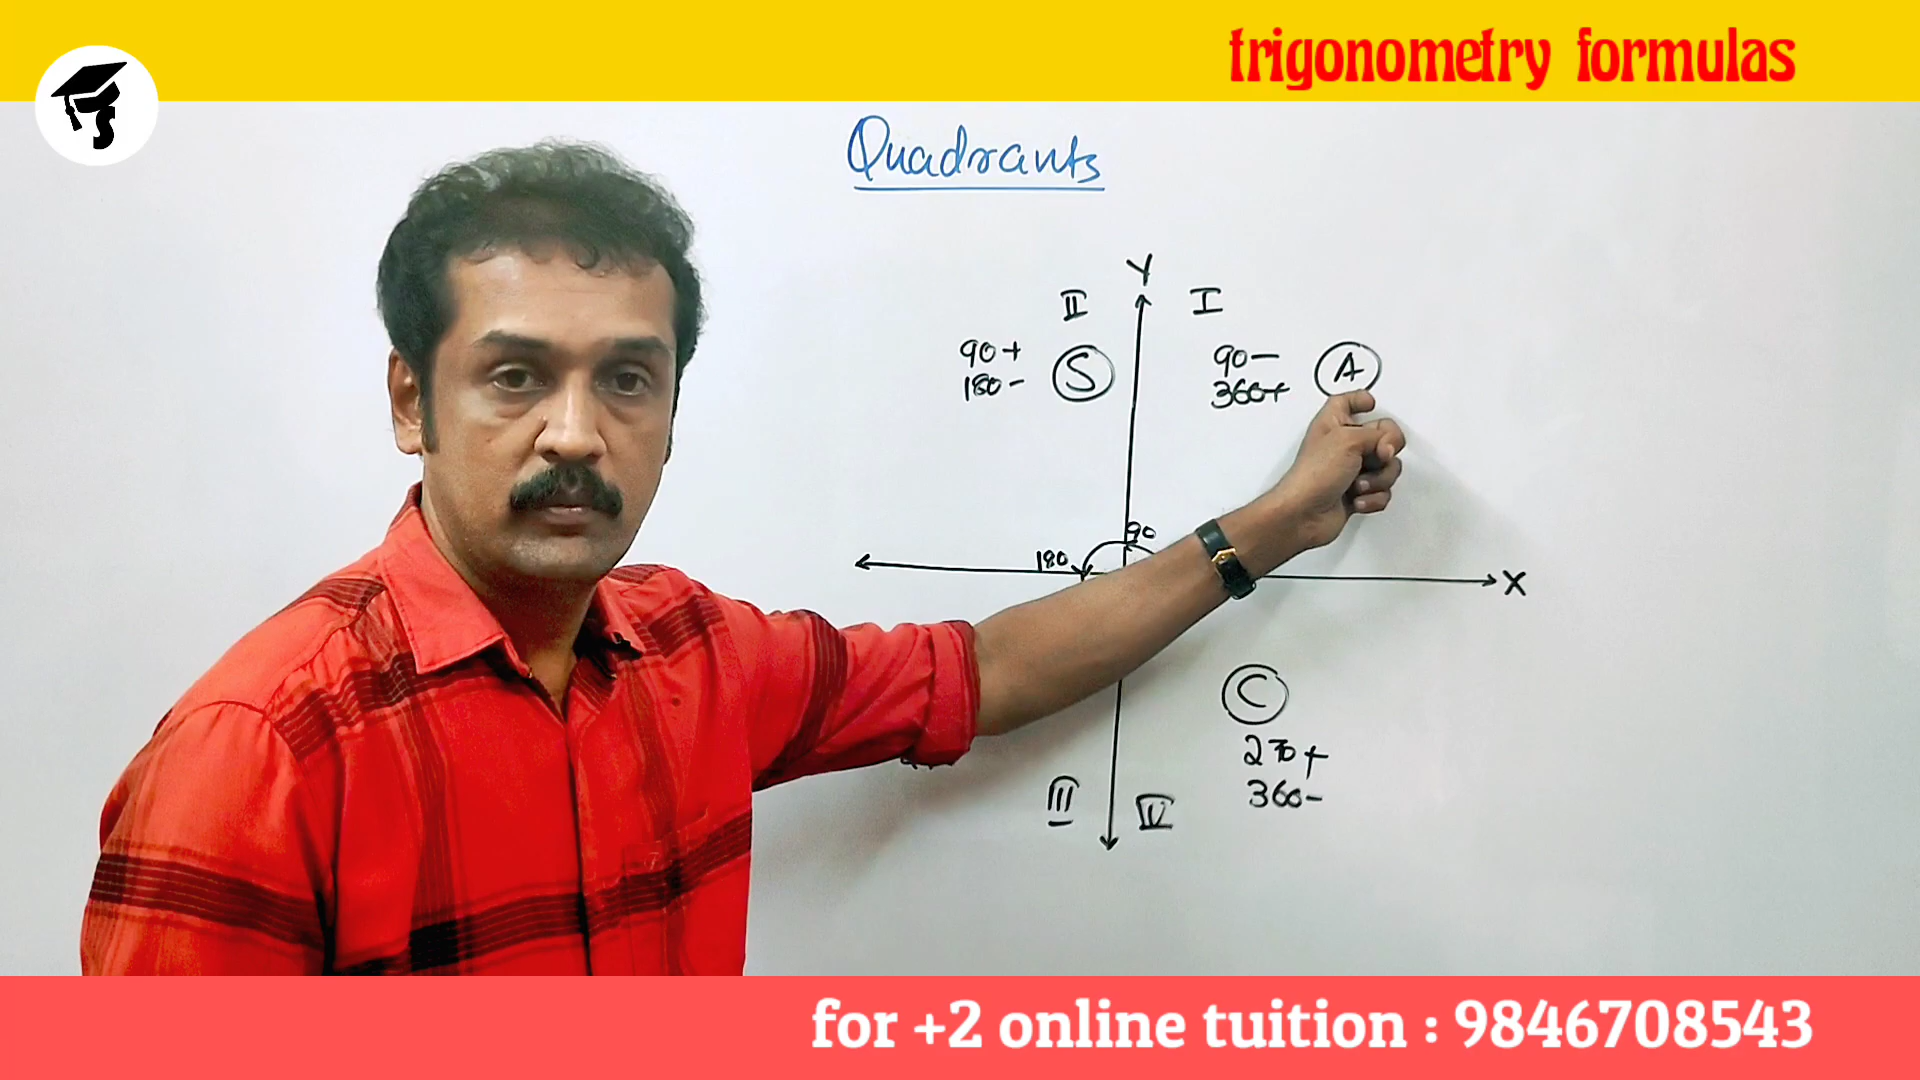 trigonometry formulas
Quadrants
Y
II
I
90+
180-
S
90-
360+
A
90
180
X
C
270+
360-
III
IV
for +2 online tuition : 9846708543